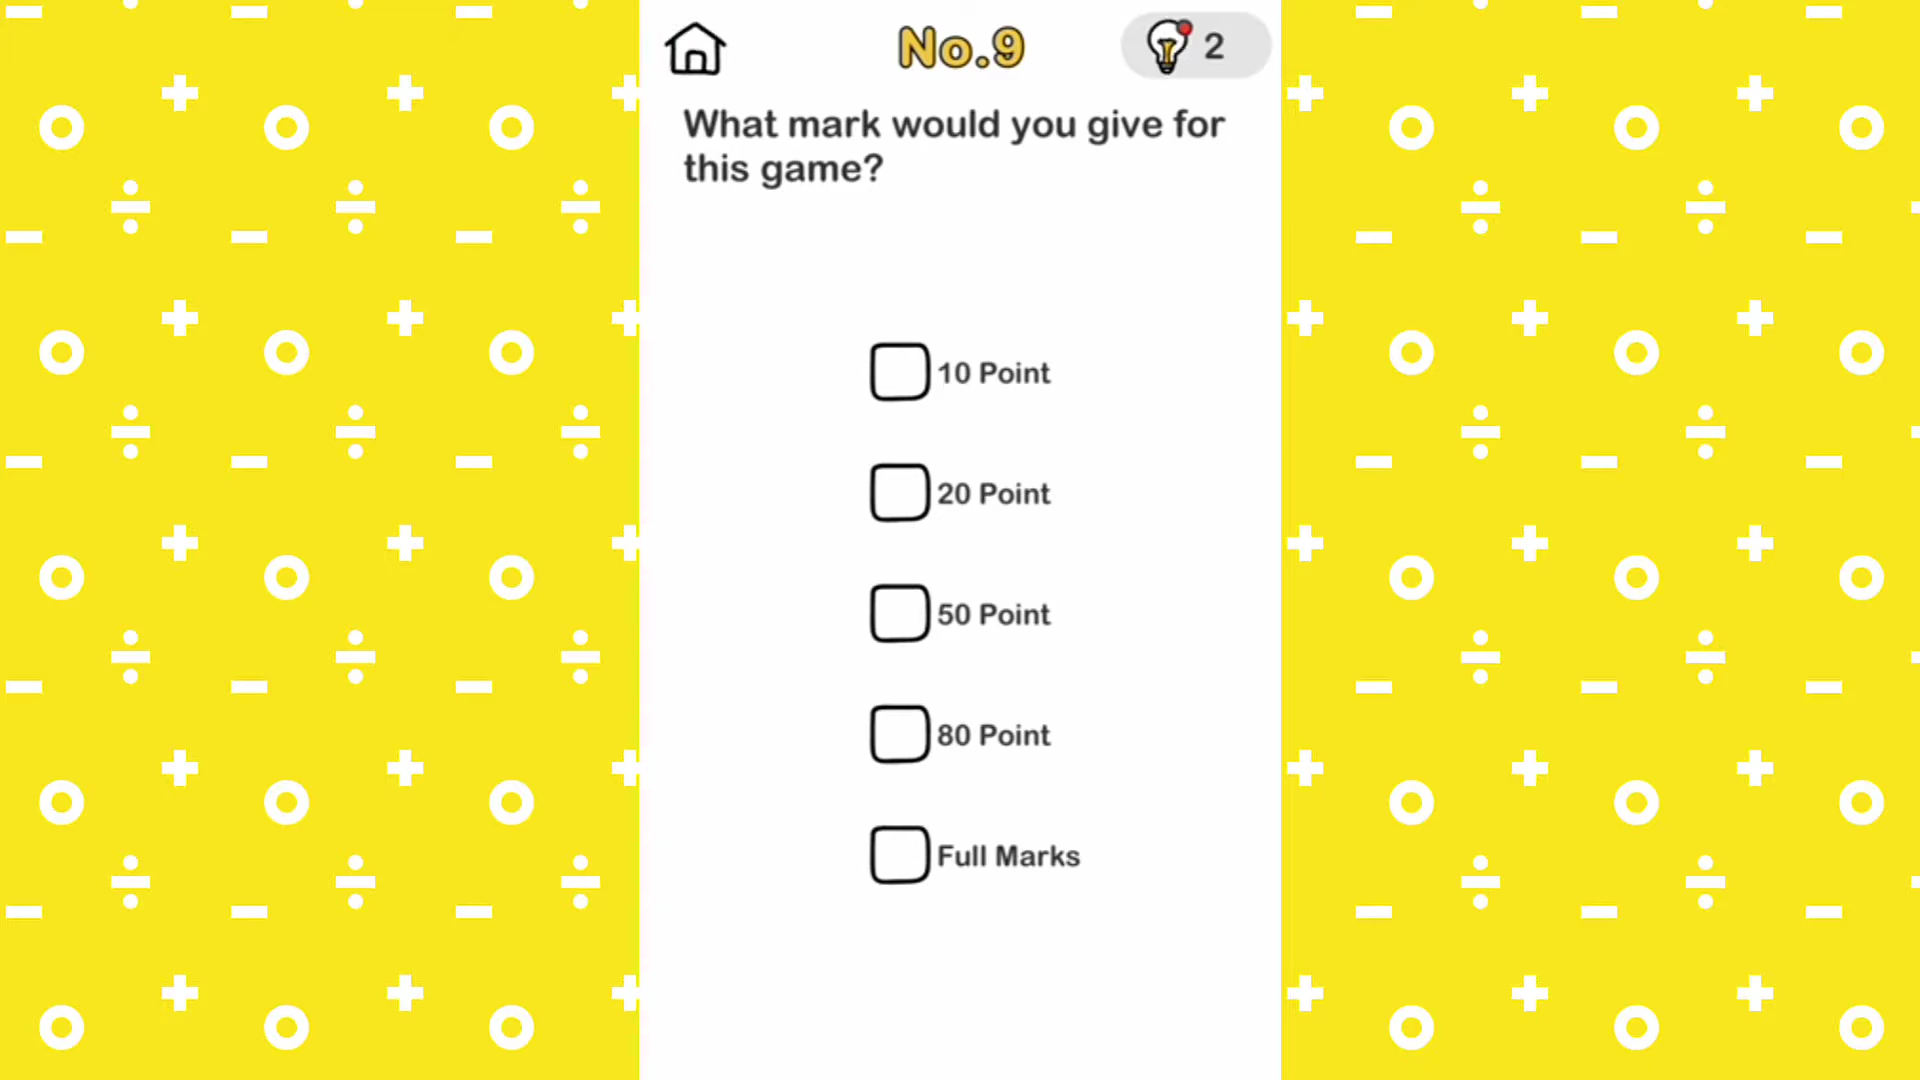 No.9
2
What mark would you give for
this game?
10 Point
20 Point
50 Point
80 Point
Full Marks